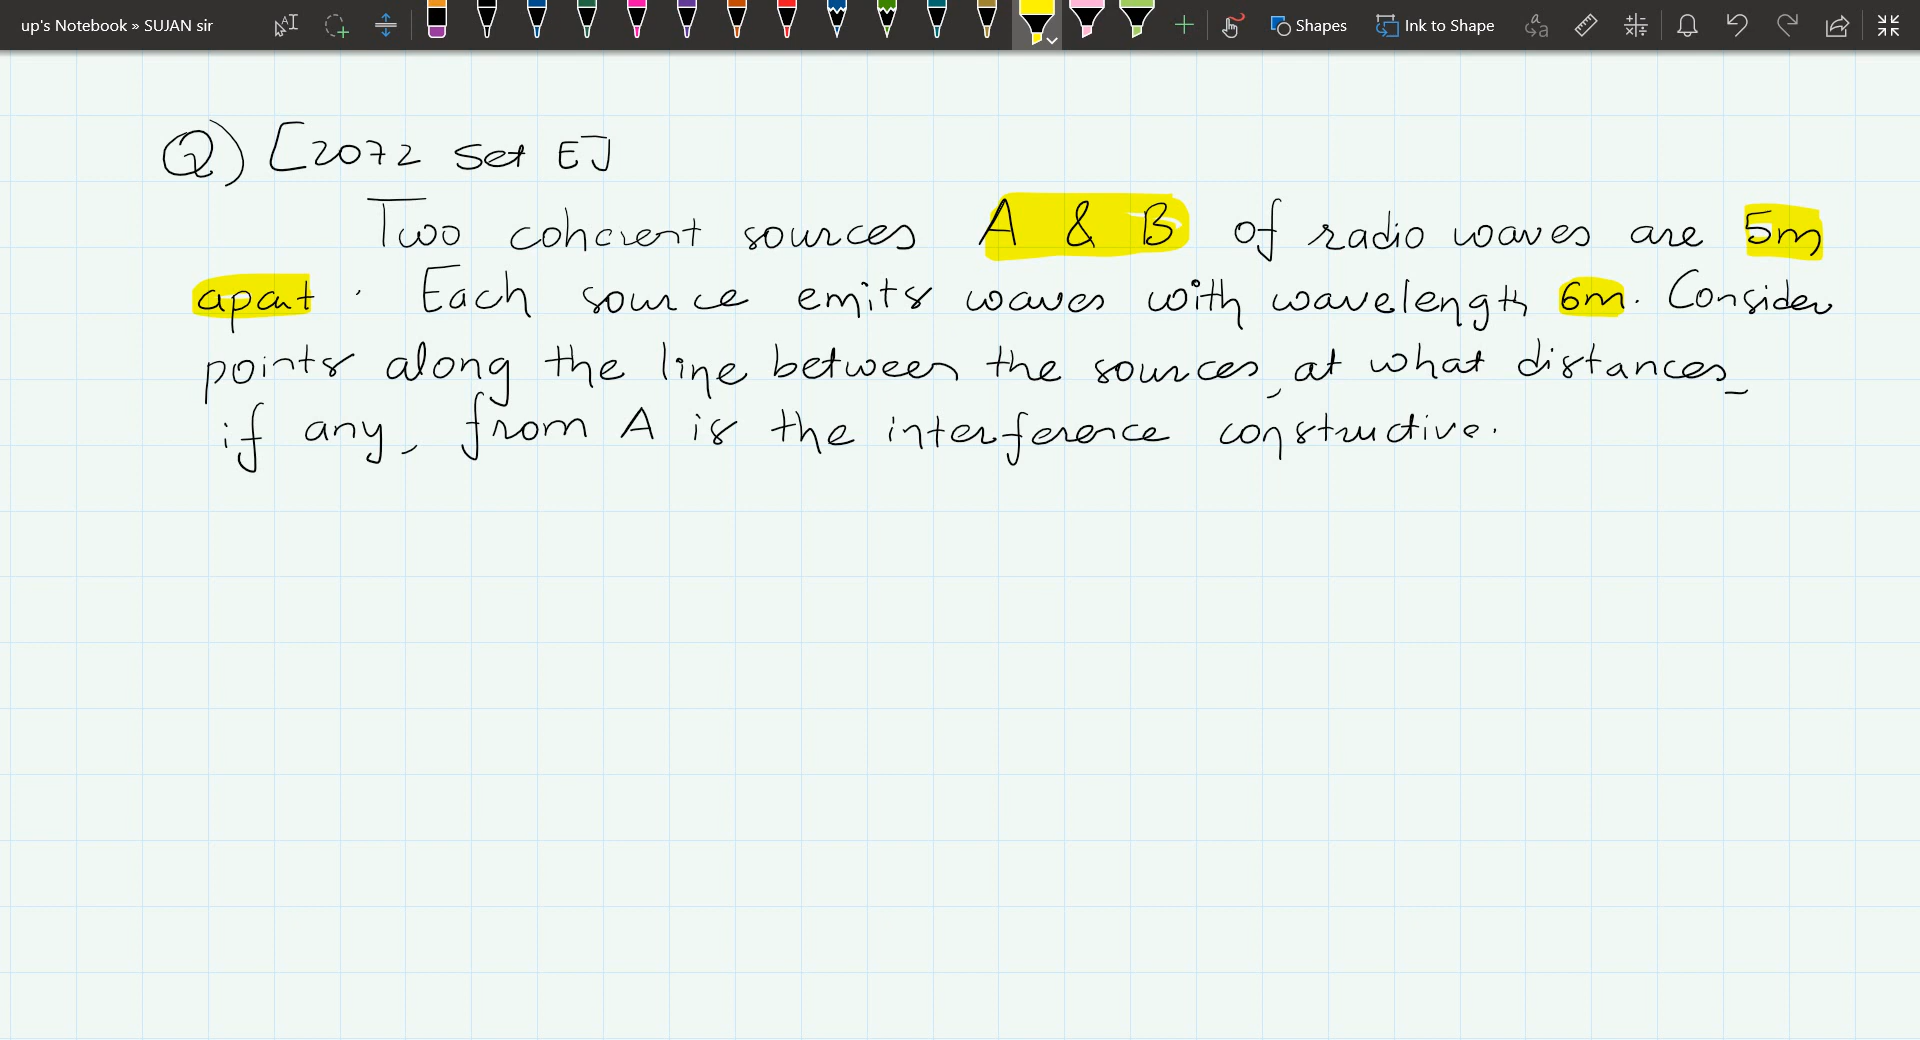 up's Notebook » SUJAN sir
Shapes
Ink to Shape
Q) [2072 set E]
Two coherent sources A & B of radio waves are 5m
apart. Each source emits waves with wavelength 6m. Consider
points along the line between the sources, at what distances,
if any, from A is the interference constructive.